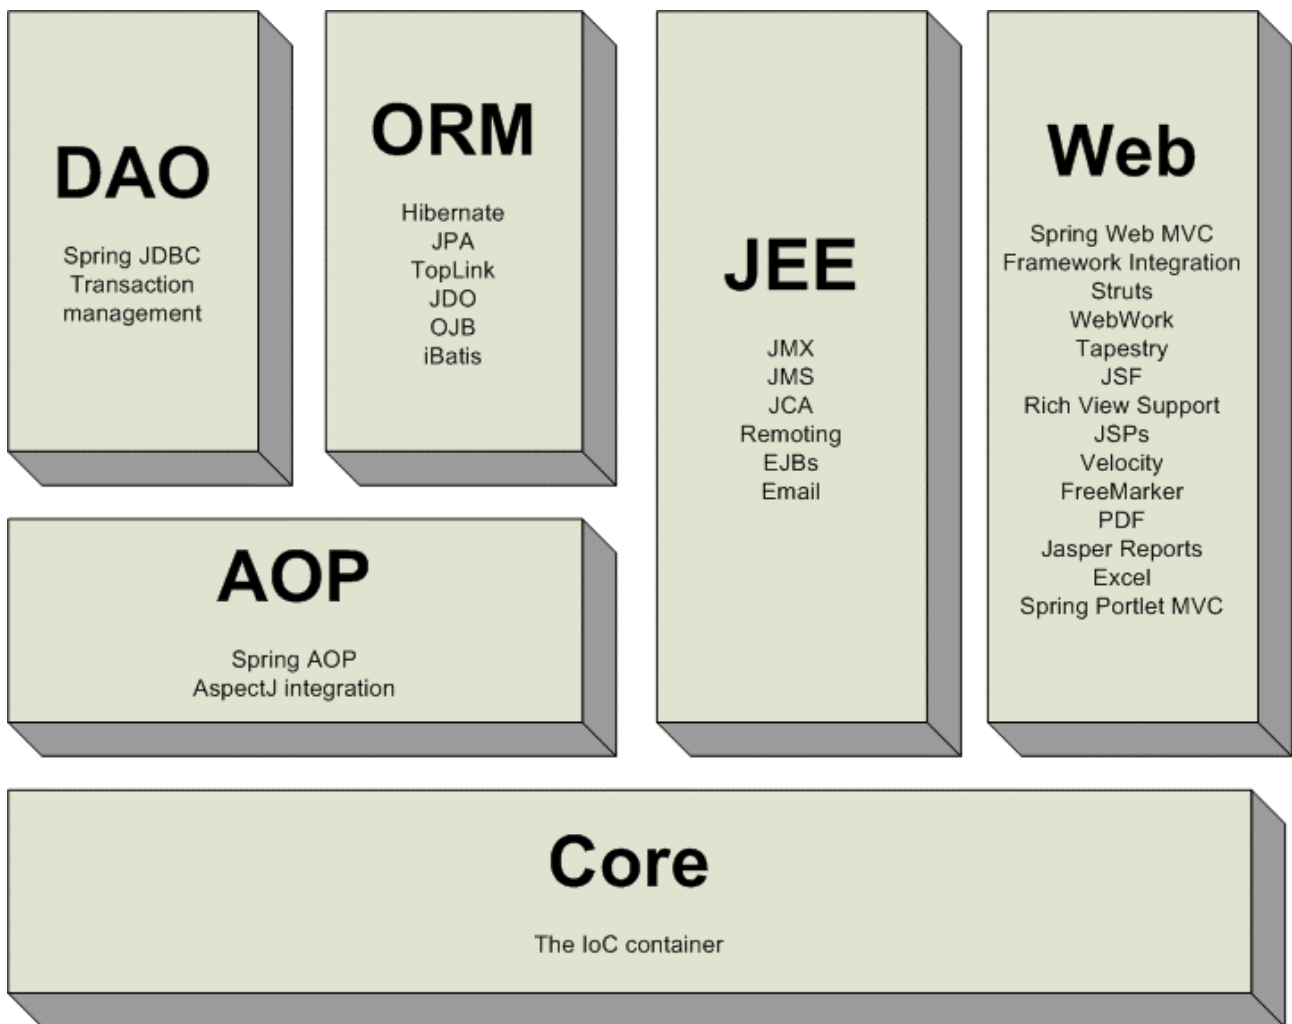 DAO
Spring JDBC
Transaction
management
ORM
Hibernate
JPA
TopLink
JDO
OJB
iBatis
JEE
JMX
JMS
JCA
Remoting
EJBs
Email
Web
Spring Web MVC
Framework Integration
Struts
WebWork
Tapestry
JSF
Rich View Support
JSPs
Velocity
FreeMarker
PDF
Jasper Reports
Excel
Spring Portlet MVC
AOP
Spring AOP
AspectJ integration
Core
The IoC container